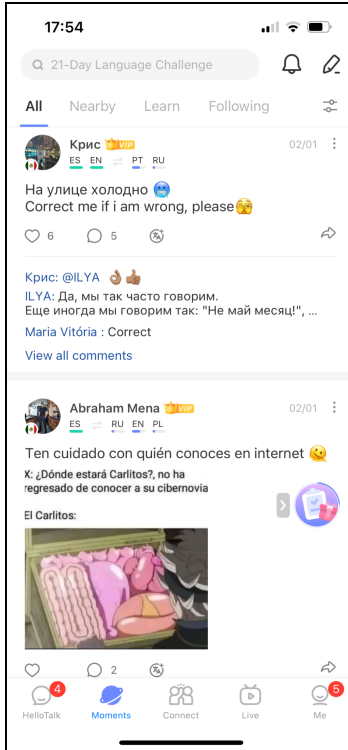 17:54
21-Day Language Challenge
All Nearby Learn Following
Крис VIP 02/01
ES EN PT RU
На улице холодно 🥶
Correct me if i am wrong, please🫣
6 5
Крис: @ILYA 👌🏽 👍🏽
ILYA: Да, мы так часто говорим.
Еще иногда мы говорим так: "Не май месяц!", ...
Maria Vitória : Correct
View all comments
Abraham Mena VIP 02/01
ES RU EN PL
Ten cuidado con quién conoces en internet 🫠
X: ¿Dónde estará Carlitos?, no ha
regresado de conocer a su cibernovia
El Carlitos:
2
4 5
HelloTalk Moments Connect Live Me